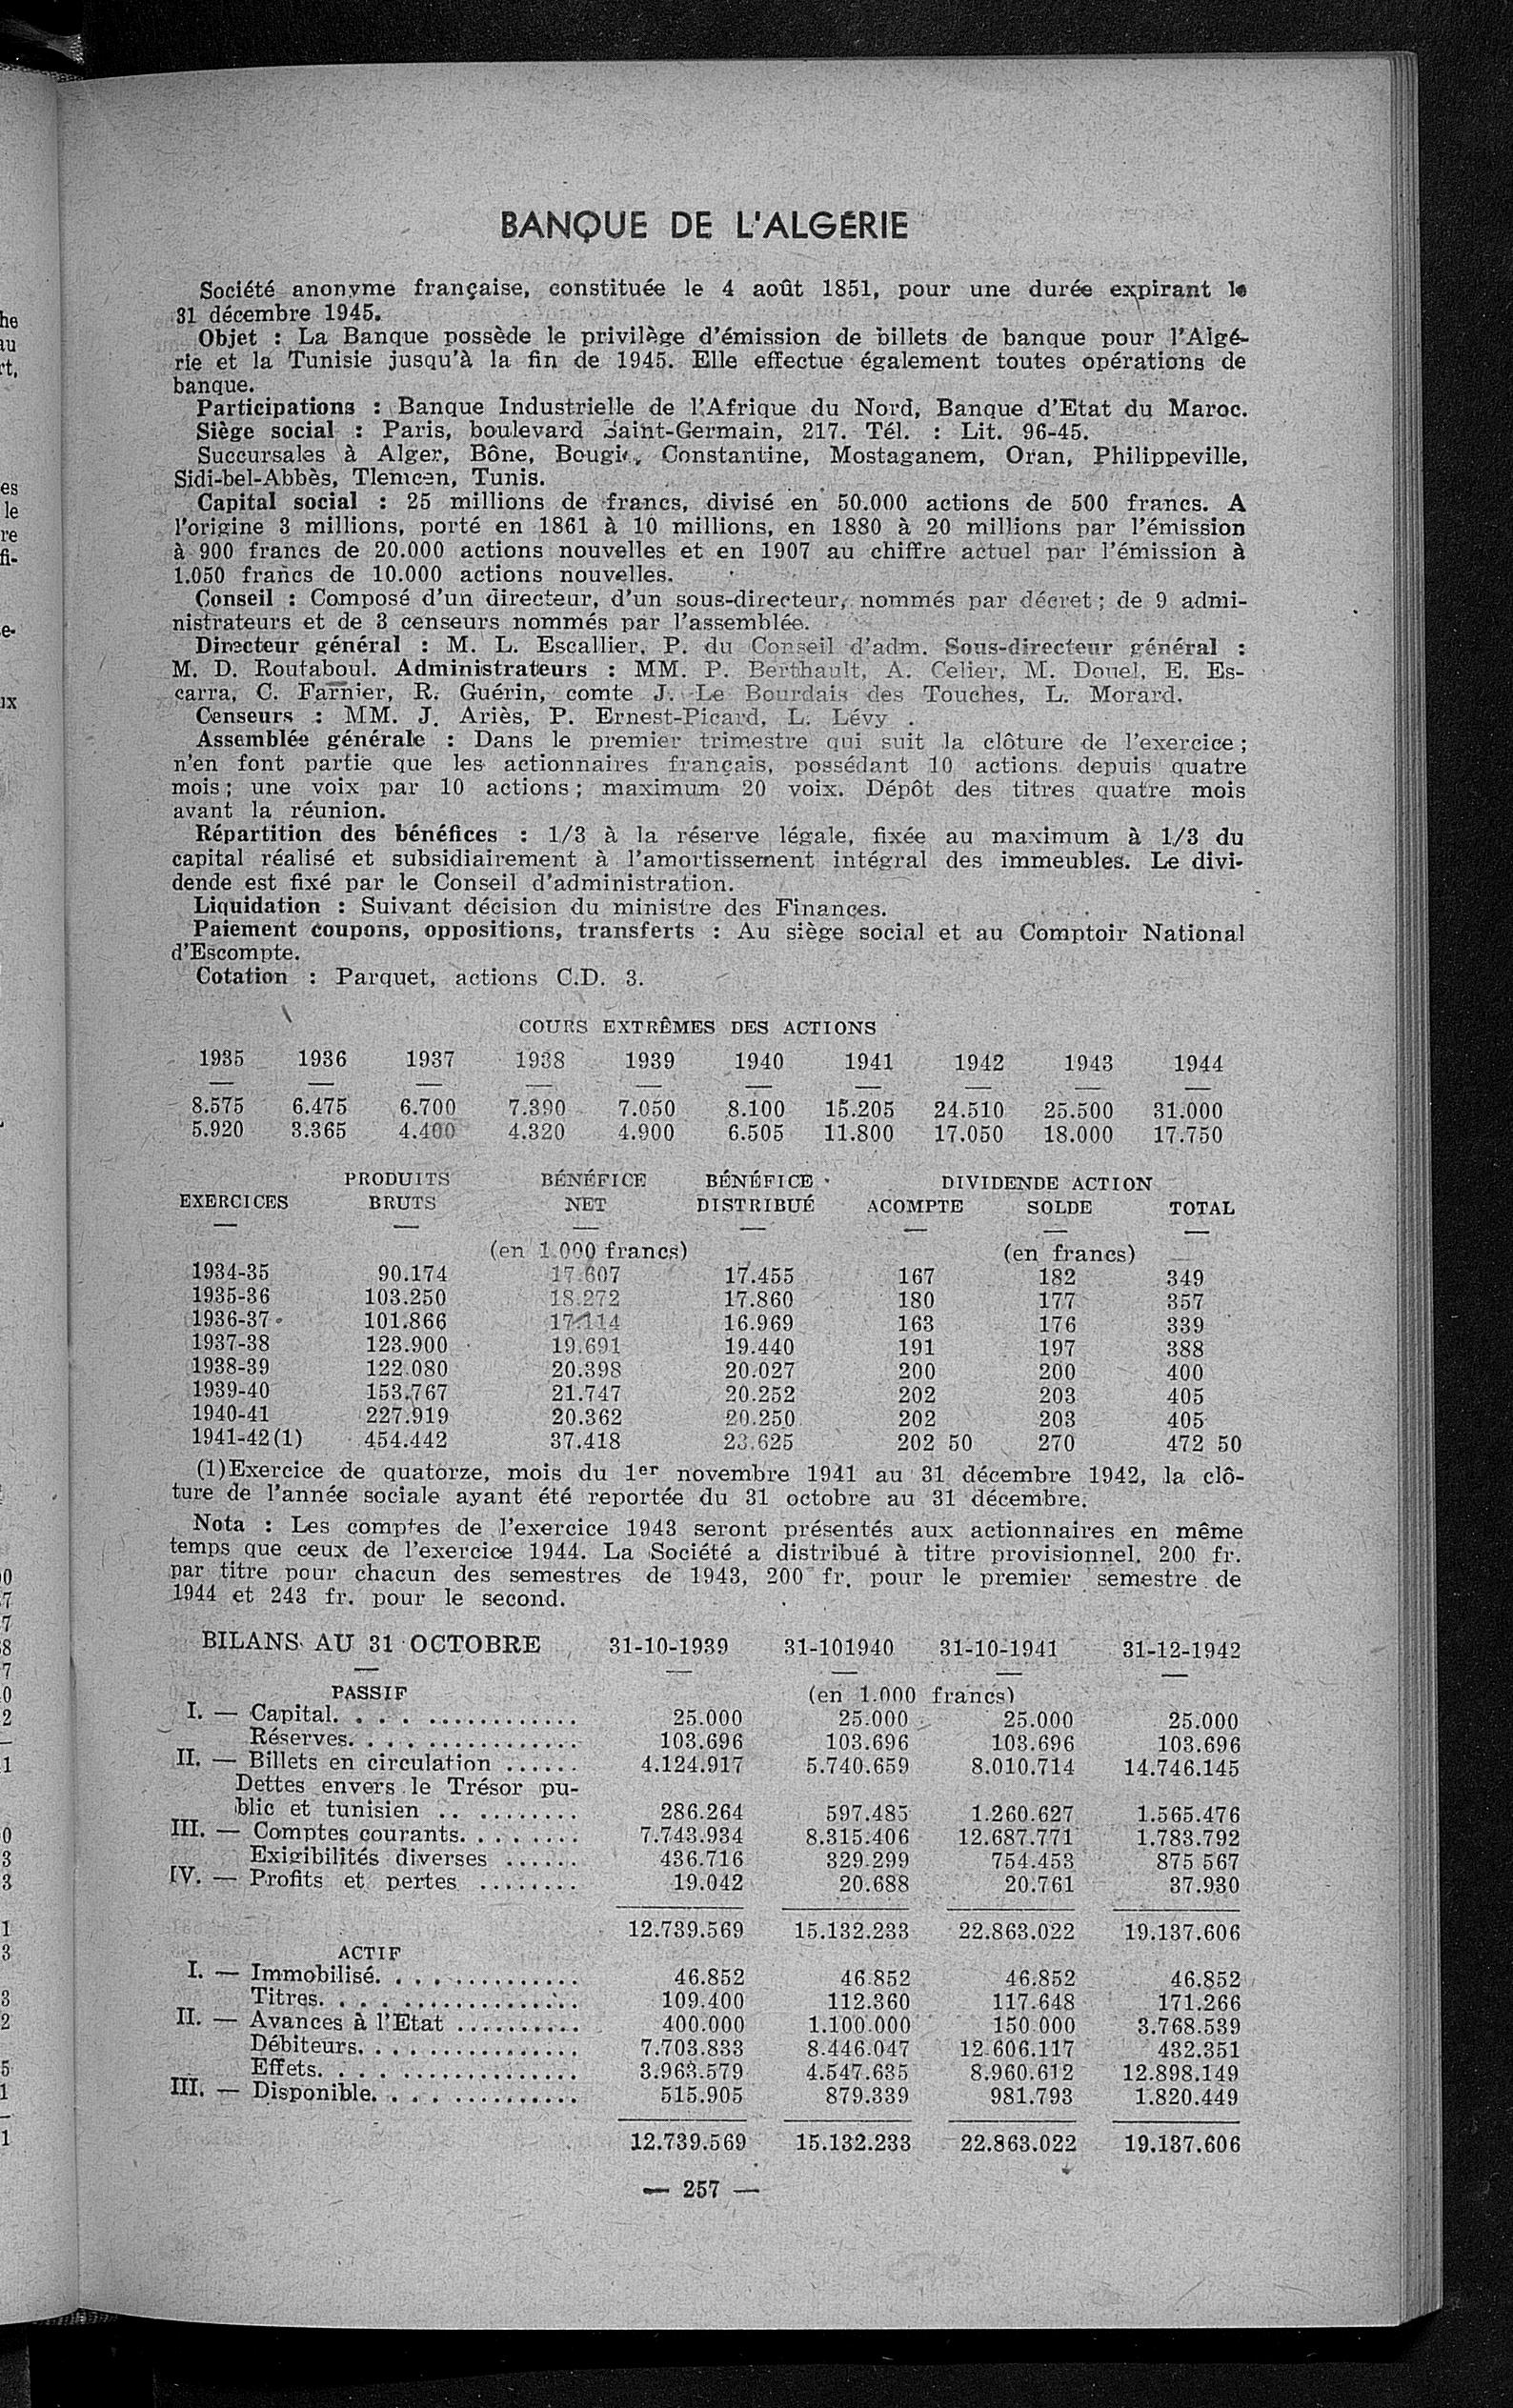 BANQUE DE L'ALGÉRIE
Société anonyme française, constituée le 4 août 1851, pour une durée expirant le
31 décembre 1945.
Objet : La Banque possède le privilège d'émission de billets de banque pour l'Algé-
rie et la Tunisie jusqu'à la fin de 1945. Elle effectue également toutes opérations de
banque.
Participations : Banque Industrielle de l'Afrique du Nord, Banque d'Etat du Maroc.
Siège social : Paris, boulevard Saint-Germain, 217. Tél. : Lit. 96-45.
Succursales à Alger, Bône, Bougie, Constantine, Mostaganem, Oran, Philippeville,
Sidi-bel-Abbès, Tlemcen, Tunis.
Capital social : 25 millions de francs, divisé en 50.000 actions de 500 francs. A
l'origine 3 millions, porté en 1861 à 10 millions, en 1880 à 20 millions par l'émission
à 900 francs de 20.000 actions nouvelles et en 1907 au chiffre actuel par l'émission à
1.050 francs de 10.000 actions nouvelles.
Conseil : Composé d'un directeur, d'un sous-directeur, nommés par décret ; de 9 admi-
nistrateurs et de 3 censeurs nommés par l'assemblée.
Directeur général : M. L. Escallier, P. du Conseil d'adm. Sous-directeur général :
M. D. Routaboul. Administrateurs : MM. P. Berthault, A. Celier, M. Douel, E. Es-
carra, C. Farnier, R. Guérin, comte J. Le Bourdais des Touches, L. Morard.
Censeurs : MM. J. Ariès, P. Ernest-Picard, L. Lévy .
Assemblée générale : Dans le premier trimestre qui suit la clôture de l'exercice ;
n'en font partie que les actionnaires français, possédant 10 actions depuis quatre
mois ; une voix par 10 actions ; maximum 20 voix. Dépôt des titres quatre mois
avant la réunion.
Répartition des bénéfices : 1/3 à la réserve légale, fixée au maximum à 1/3 du
capital réalisé et subsidiairement à l'amortissement intégral des immeubles. Le divi-
dende est fixé par le Conseil d'administration.
Liquidation : Suivant décision du ministre des Finances.
Paiement coupons, oppositions, transferts : Au siège social et au Comptoir National
d'Escompte.
Cotation : Parquet, actions C.D. 3.
COURS EXTRÊMES DES ACTIONS
1935 1936 1937 1938 1939 1940 1941 1942 1943 1944
8.575 6.475 6.700 7.390 7.050 8.100 15.205 24.510 25.500 31.000
5.920 3.365 4.400 4.320 4.900 6.505 11.800 17.050 18.000 17.750
PRODUITS BÉNÉFICE BÉNÉFICE DIVIDENDE ACTION
EXERCICES BRUTS NET DISTRIBUÉ ACOMPTE SOLDE TOTAL
(en 1.000 francs) (en francs)
1934-35 90.174 17.607 17.455 167 182 349
1935-36 103.250 18.272 17.860 180 177 357
1936-37 101.866 17.114 16.969 163 176 339
1937-38 123.900 19.691 19.440 191 197 388
1938-39 122.080 20.398 20.027 200 200 400
1939-40 153.767 21.747 20.252 202 203 405
1940-41 227.919 20.362 20.250 202 203 405
1941-42 (1) 454.442 37.418 23.625 202 50 270 472 50
(1) Exercice de quatorze, mois du 1er novembre 1941 au 31 décembre 1942, la clô-
ture de l'année sociale ayant été reportée du 31 octobre au 31 décembre.
Nota : Les comptes de l'exercice 1943 seront présentés aux actionnaires en même
temps que ceux de l'exercice 1944. La Société a distribué à titre provisionnel, 200 fr.
par titre pour chacun des semestres de 1943, 200 fr. pour le premier semestre de
1944 et 243 fr. pour le second.
BILANS AU 31 OCTOBRE 31-10-1939 31-101940 31-10-1941 31-12-1942
PASSIF (en 1.000 francs)
I. — Capital. . . . ............. 25.000 25.000 25.000 25.000
Réserves. . . . ............... 103.696 103.696 103.696 103.696
II. — Billets en circulation ...... 4.124.917 5.740.659 8.010.714 14.746.145
Dettes envers le Trésor pu-
blic et tunisien .. ........ 286.264 597.485 1.260.627 1.565.476
III. — Comptes courants. . . ..... 7.743.934 8.315.406 12.687.771 1.783.792
Exigibilités diverses ...... 436.716 329.299 754.453 875 567
IV. — Profits et pertes ........ 19.042 20.688 20.761 37.930
12.739.569 15.132.233 22.863.022 19.137.606
ACTIF
I. — Immobilisé. . . . ............ 46.852 46.852 46.852 46.852
Titres. . . . ................ 109.400 112.360 117.648 171.266
II. — Avances à l'Etat .......... 400.000 1.100.000 150 000 3.768.539
Débiteurs. . . . .............. 7.703.833 8.446.047 12.606.117 432.351
Effets. . . . ................ 3.963.579 4.547.635 8.960.612 12.898.149
III. — Disponible. . . . ........... 515.905 879.339 981.793 1.820.449
12.739.569 15.132.233 22.863.022 19.137.606
— 257 —